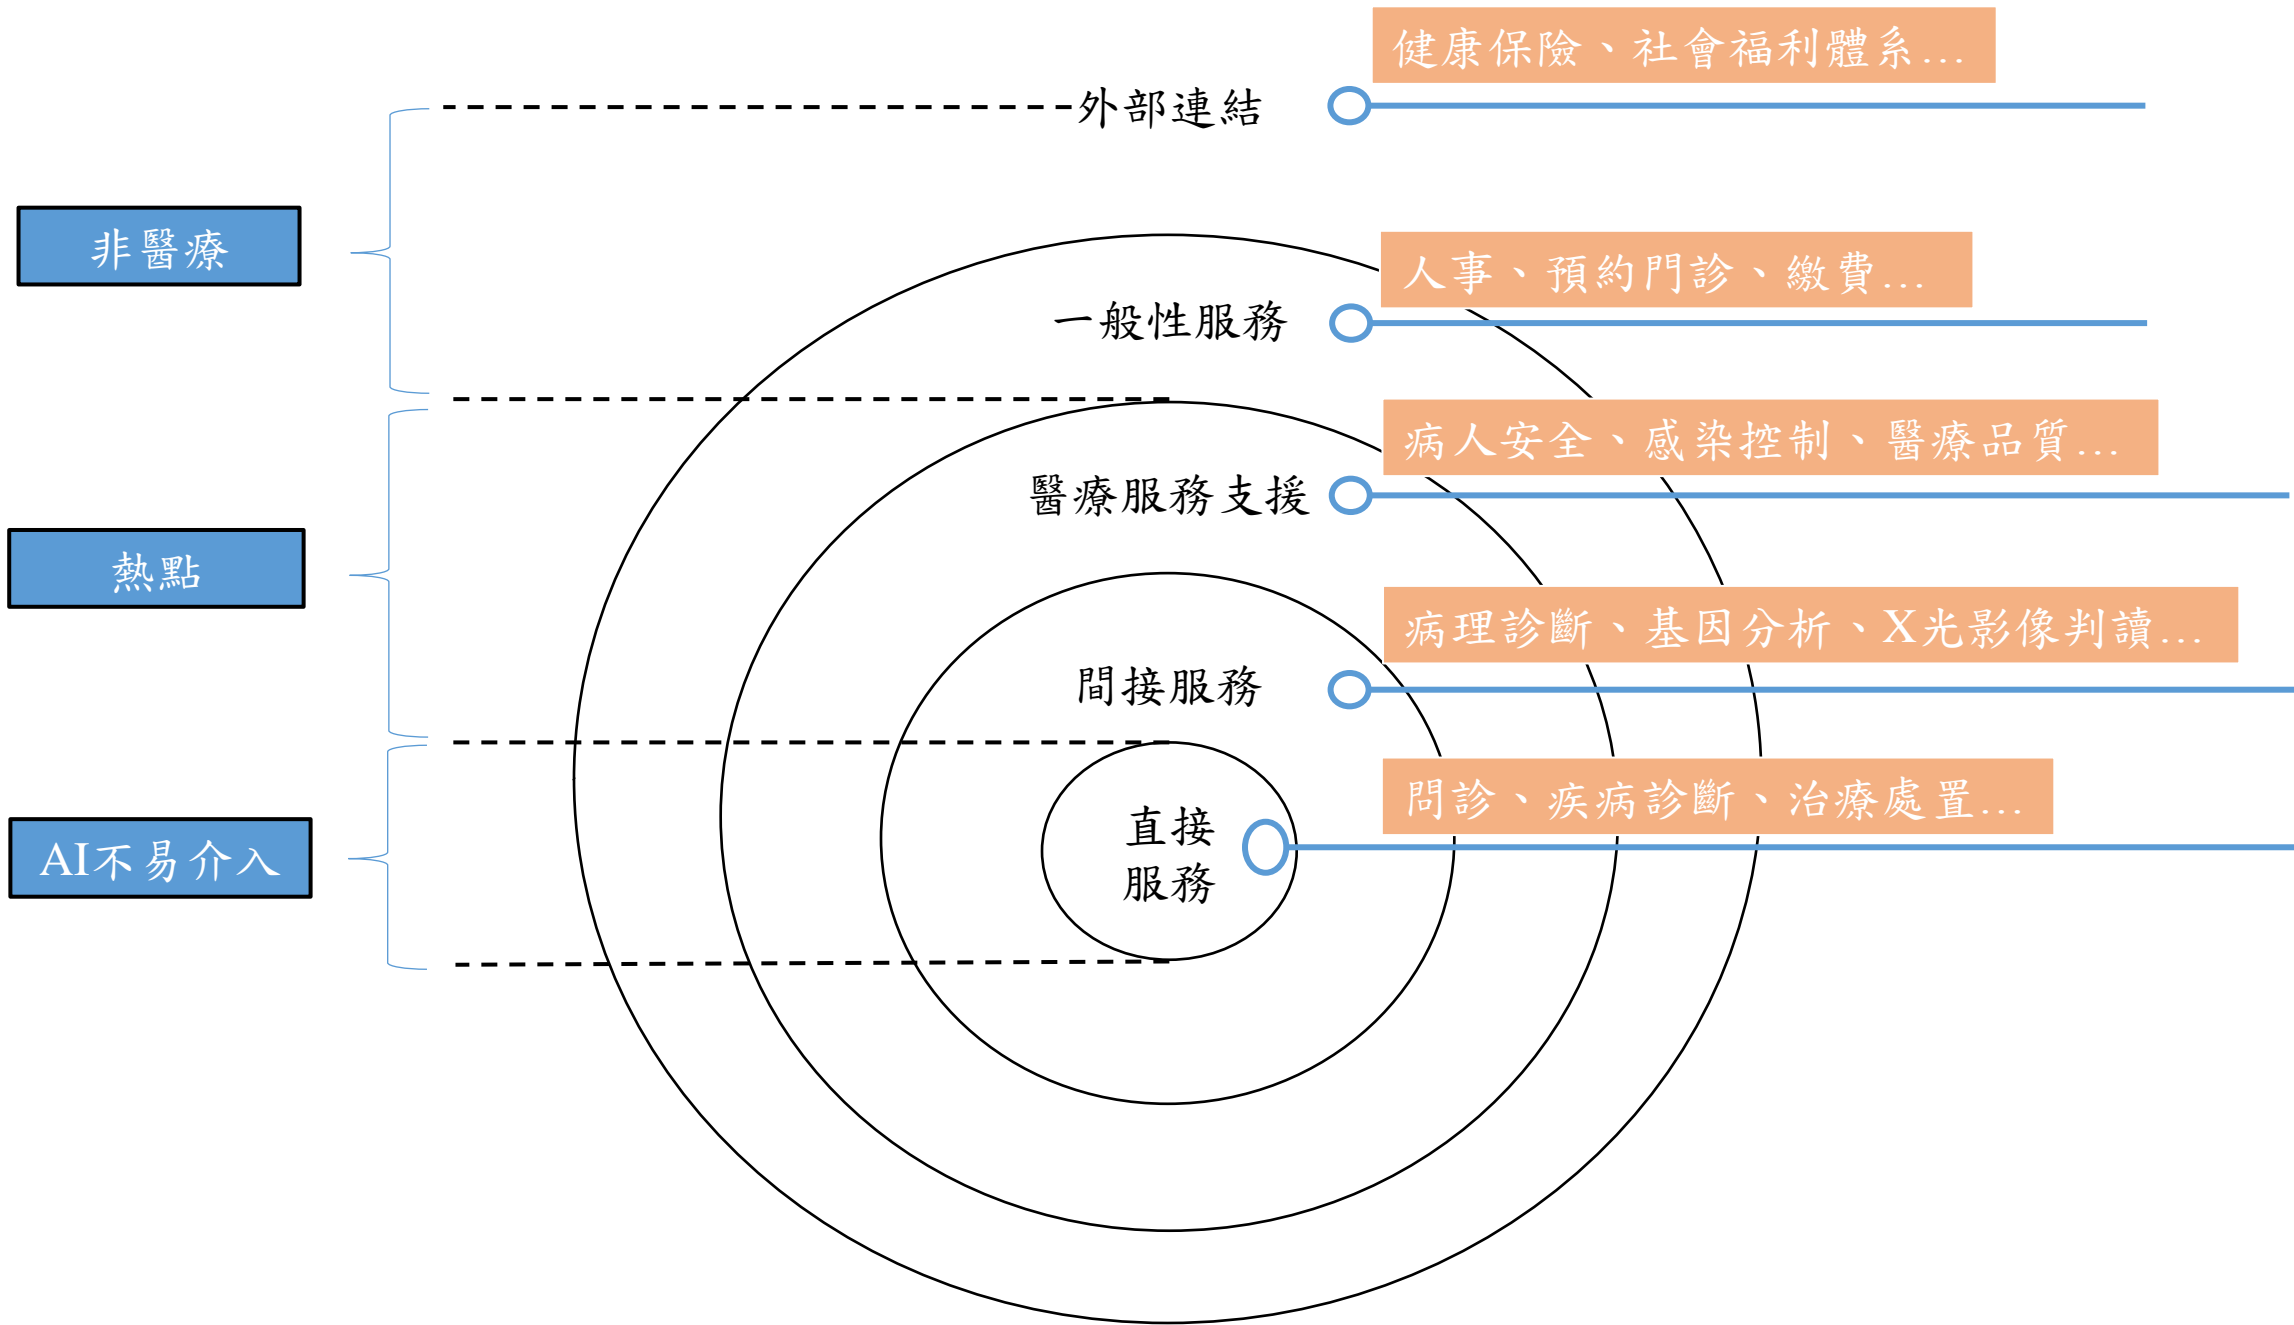 健康保險、社會福利體系…
外部連結
非醫療
人事、預約門診、繳費…
一般性服務
病人安全、感染控制、醫療品質…
醫療服務支援
熱點
病理診斷、基因分析、X光影像判讀…
間接服務
問診、疾病診斷、治療處置…
直接
服務
AI不易介入